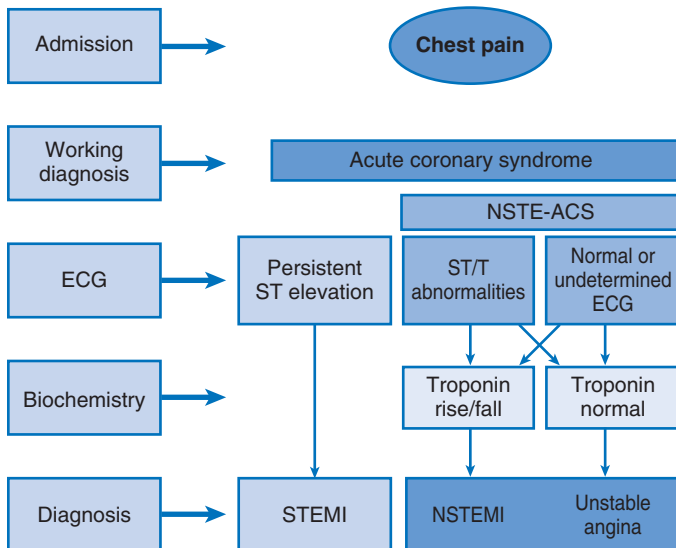 Admission
Chest pain
Working
diagnosis
Acute coronary syndrome
NSTE-ACS
ECG
Persistent
ST elevation
ST/T
abnormalities
Normal or
undetermined
ECG
Biochemistry
Troponin
rise/fall
Troponin
normal
Diagnosis
STEMI
NSTEMI
Unstable
angina